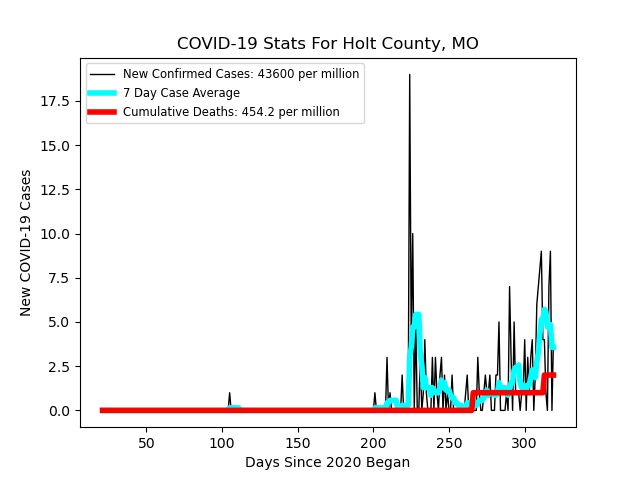 COVID-19 Stats For Holt County, MO
New Confirmed Cases: 43600 per million
7 Day Case Average
Cumulative Deaths: 454.2 per million
17.5
15.0
12.5
10.0
7.5
5.0
2.5
0.0
New COVID-19 Cases
50 100 150 200 250 300
Days Since 2020 Began